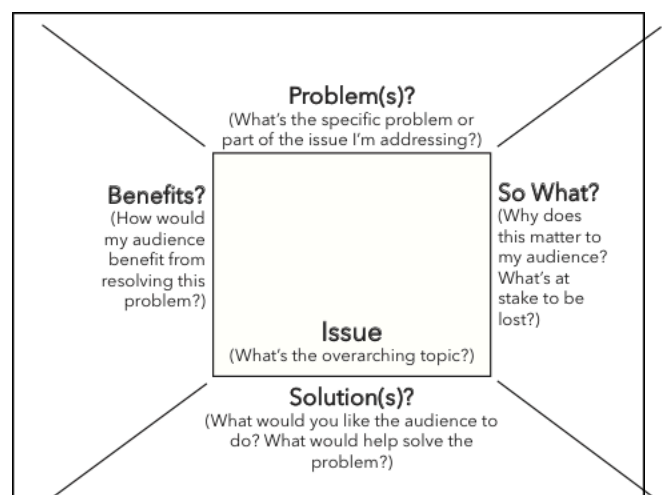 Problem(s)?
(What's the specific problem or
part of the issue I'm addressing?)
Benefits?
(How would
my audience
benefit from
resolving this
problem?)
So What?
(Why does
this matter to
my audience?
What's at
stake to be
lost?)
Issue
(What's the overarching topic?)
Solution(s)?
(What would you like the audience to
do? What would help solve the
problem?)